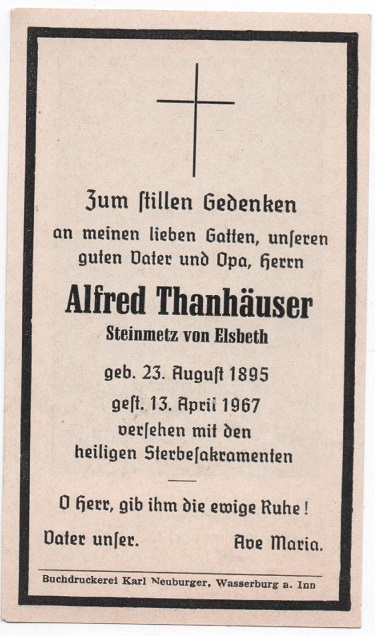 Zum stillen Gedenken
an meinen lieben Gatten, unseren
guten Vater und Opa, Herrn
Alfred Thanhäuser
Steinmetz von Elsbeth
geb. 23. August 1895
gest. 13. April 1967
versehen mit den
heiligen Sterbesakramenten
O Herr, gib ihm die ewige Ruhe!
Vater unser. Ave Maria.
Buchdruckerei Karl Neuburger, Wasserburg a. Inn